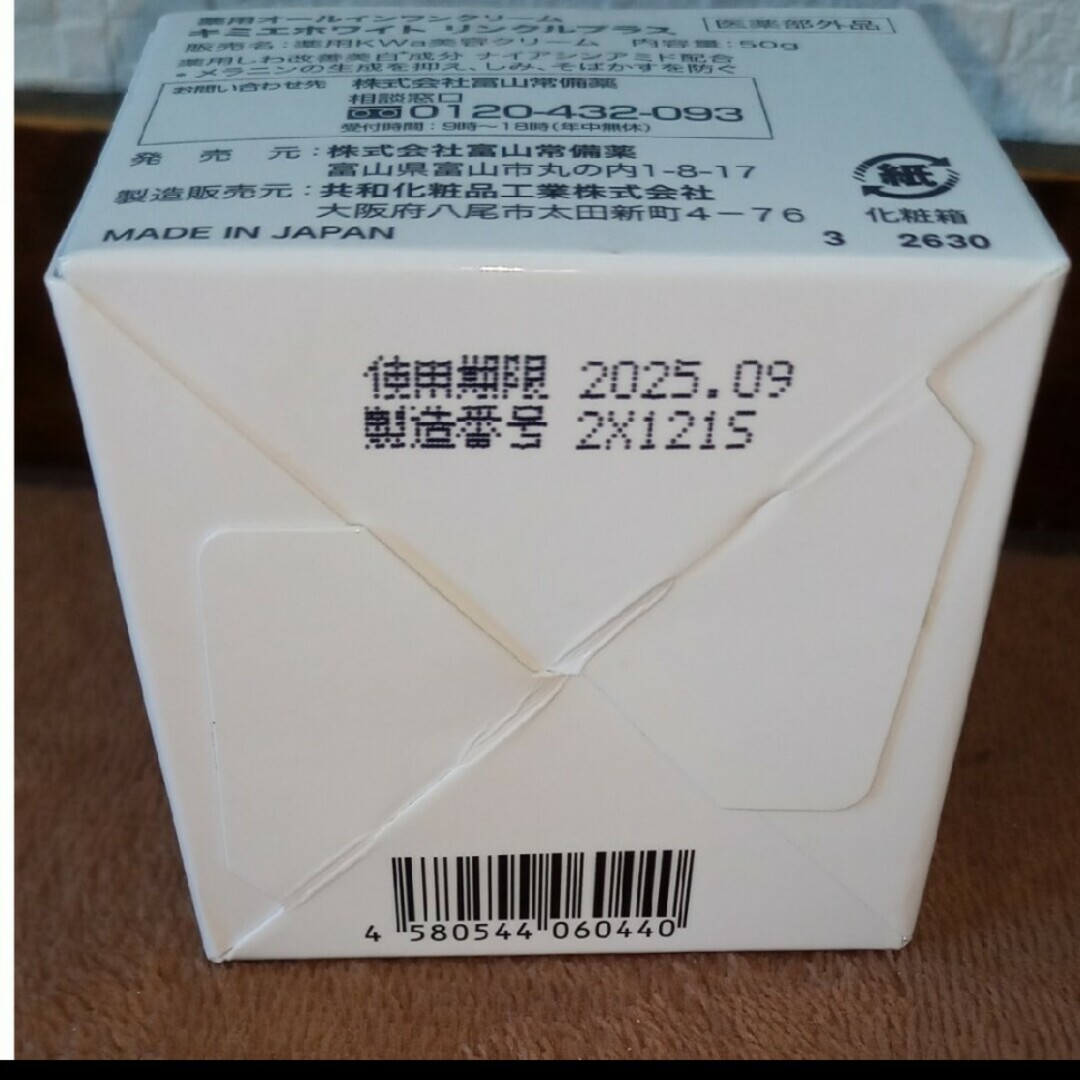 薬用オールインワンクリーム
キミエホワイト リンクルプラス 医薬部外品
販売名：薬用KWa美容クリーム 内容量：50g
薬用しわ改善美白*成分 ナイアシンアミド配合
*メラニンの生成を抑え、しみ、そばかすを防ぐ
お問い合わせ先 株式会社富山常備薬
相談窓口
0120-432-093
受付時間：9時～18時(年中無休)
発売元：株式会社富山常備薬
富山県富山市丸の内1-8-17
製造販売元：共和化粧品工業株式会社
大阪府八尾市太田新町4-76
紙
化粧箱
MADE IN JAPAN 3 2630
使用期限 2025.09
製造番号 2X121S
4 580544 060440